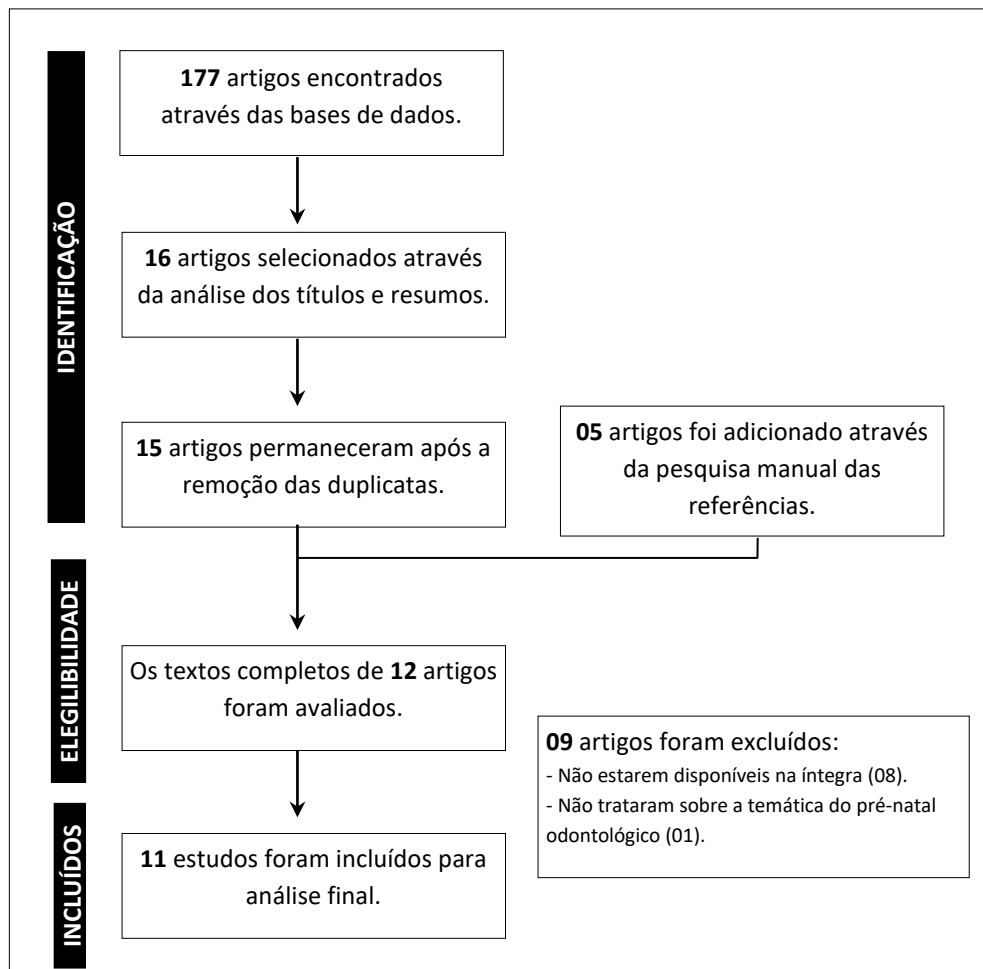 IDENTIFICAÇÃO
177 artigos encontrados
através das bases de dados.
16 artigos selecionados através
da análise dos títulos e resumos.
15 artigos permaneceram após a
remoção das duplicatas.
05 artigos foi adicionado através
da pesquisa manual das
referências.
ELEGIBILIDADE
Os textos completos de 12 artigos
foram avaliados.
09 artigos foram excluídos:
- Não estarem disponíveis na íntegra (08).
- Não trataram sobre a temática do pré-natal
odontológico (01).
INCLUÍDOS
11 estudos foram incluídos para
análise final.